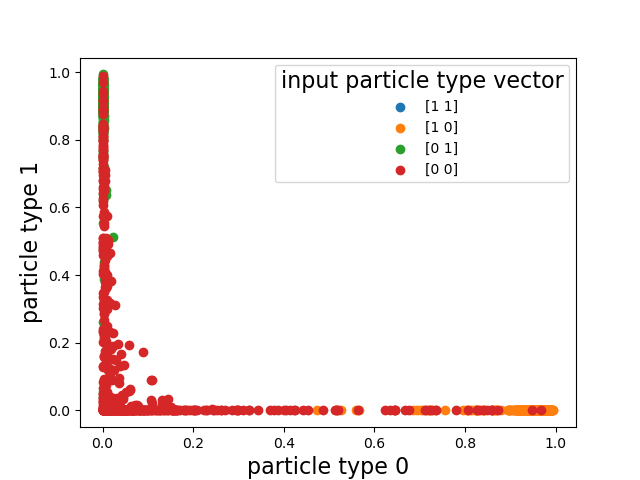 input particle type vector
[1 1]
[1 0]
[0 1]
[0 0]
particle type 1
1.0
0.8
0.6
0.4
0.2
0.0
0.0 0.2 0.4 0.6 0.8 1.0
particle type 0